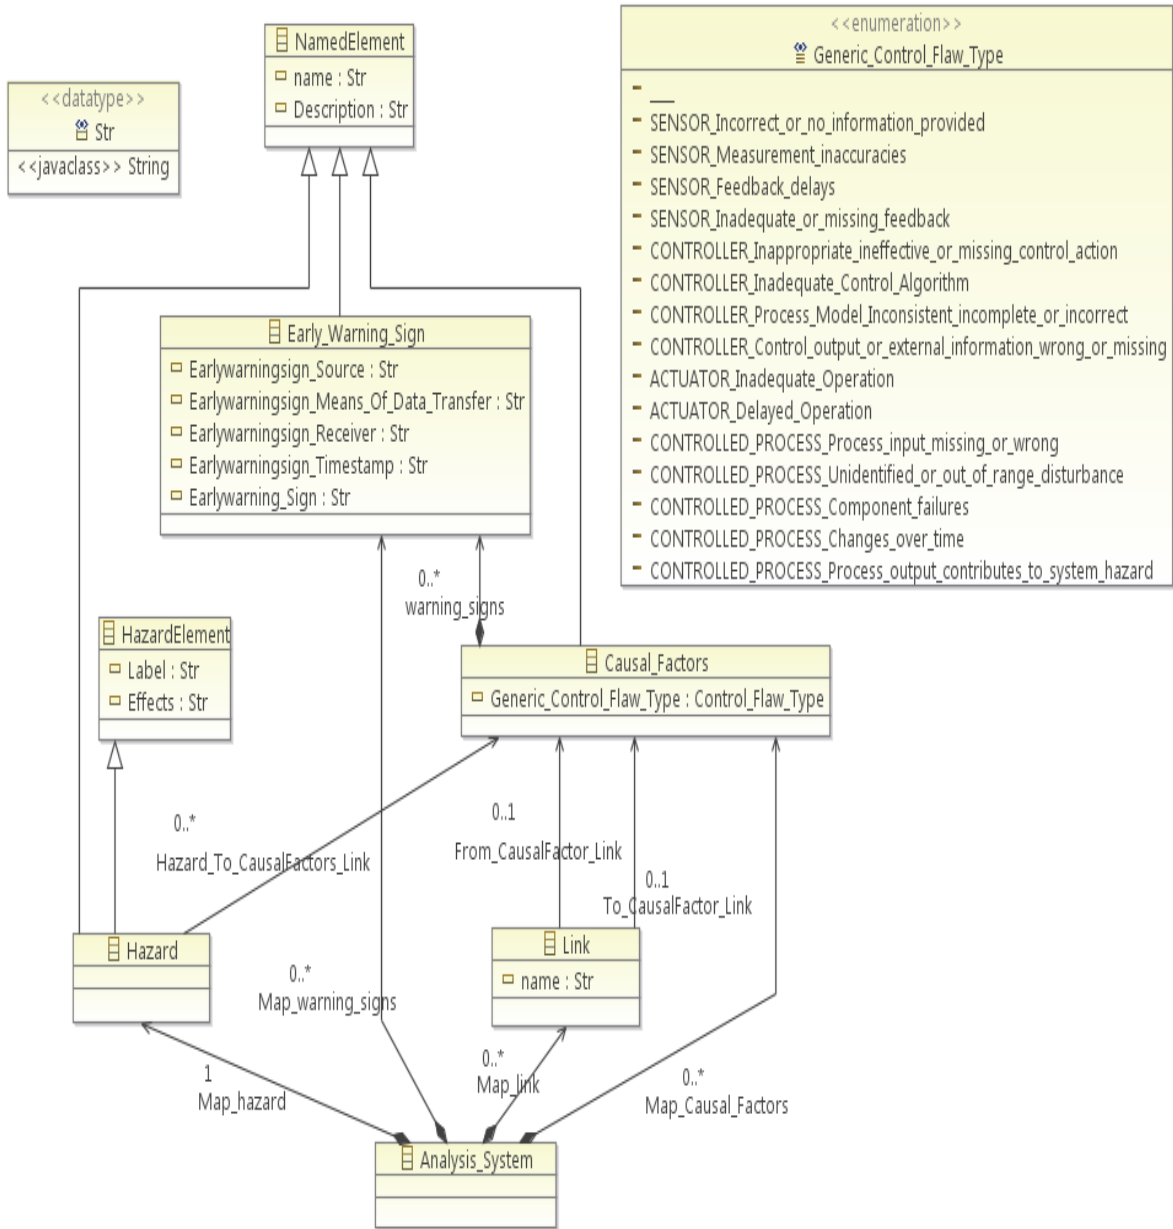 NamedElement
name : Str
Description : Str
<<datatype>>
Str
<<javaclass>> String
<<enumeration>>
Generic_Control_Flaw_Type
___
SENSOR_Incorrect_or_no_information_provided
SENSOR_Measurement_inaccuracies
SENSOR_Feedback_delays
SENSOR_Inadequate_or_missing_feedback
CONTROLLER_Inappropriate_ineffective_or_missing_control_action
CONTROLLER_Inadequate_Control_Algorithm
CONTROLLER_Process_Model_Inconsistent_incomplete_or_incorrect
CONTROLLER_Control_output_or_external_information_wrong_or_missing
ACTUATOR_Inadequate_Operation
ACTUATOR_Delayed_Operation
CONTROLLED_PROCESS_Process_input_missing_or_wrong
CONTROLLED_PROCESS_Unidentified_or_out_of_range_disturbance
CONTROLLED_PROCESS_Component_failures
CONTROLLED_PROCESS_Changes_over_time
CONTROLLED_PROCESS_Process_output_contributes_to_system_hazard
Early_Warning_Sign
Earlywarningsign_Source : Str
Earlywarningsign_Means_Of_Data_Transfer : Str
Earlywarningsign_Receiver : Str
Earlywarningsign_Timestamp : Str
Earlywarning_Sign : Str
0..*
warning_signs
HazardElement
Label : Str
Effects : Str
Causal_Factors
Generic_Control_Flaw_Type : Control_Flaw_Type
0..*
Hazard_To_CausalFactors_Link
0..1
From_CausalFactor_Link
0..1
To_CausalFactor_Link
Hazard
Link
name : Str
0..*
Map_warning_signs
1
Map_hazard
0..*
Map_link
0..*
Map_Causal_Factors
Analysis_System